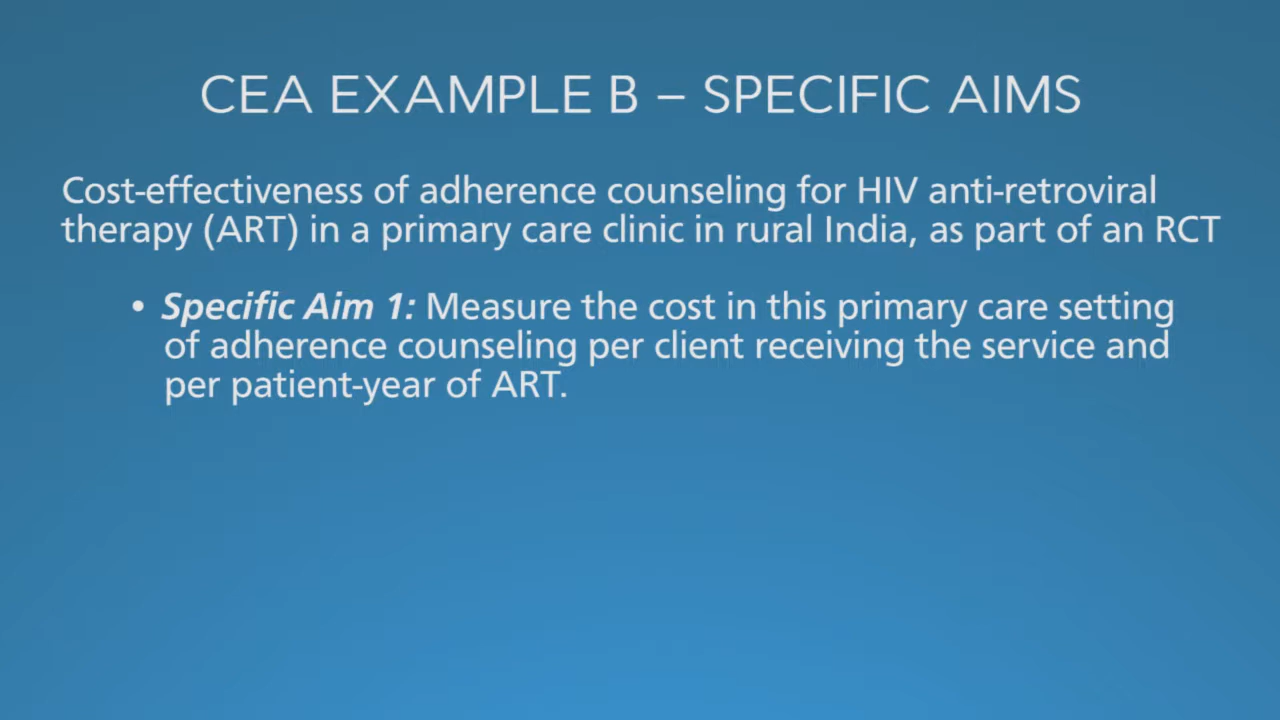 CEA EXAMPLE B – SPECIFIC AIMS
Cost-effectiveness of adherence counseling for HIV anti-retroviral
therapy (ART) in a primary care clinic in rural India, as part of an RCT
• Specific Aim 1: Measure the cost in this primary care setting
of adherence counseling per client receiving the service and
per patient-year of ART.